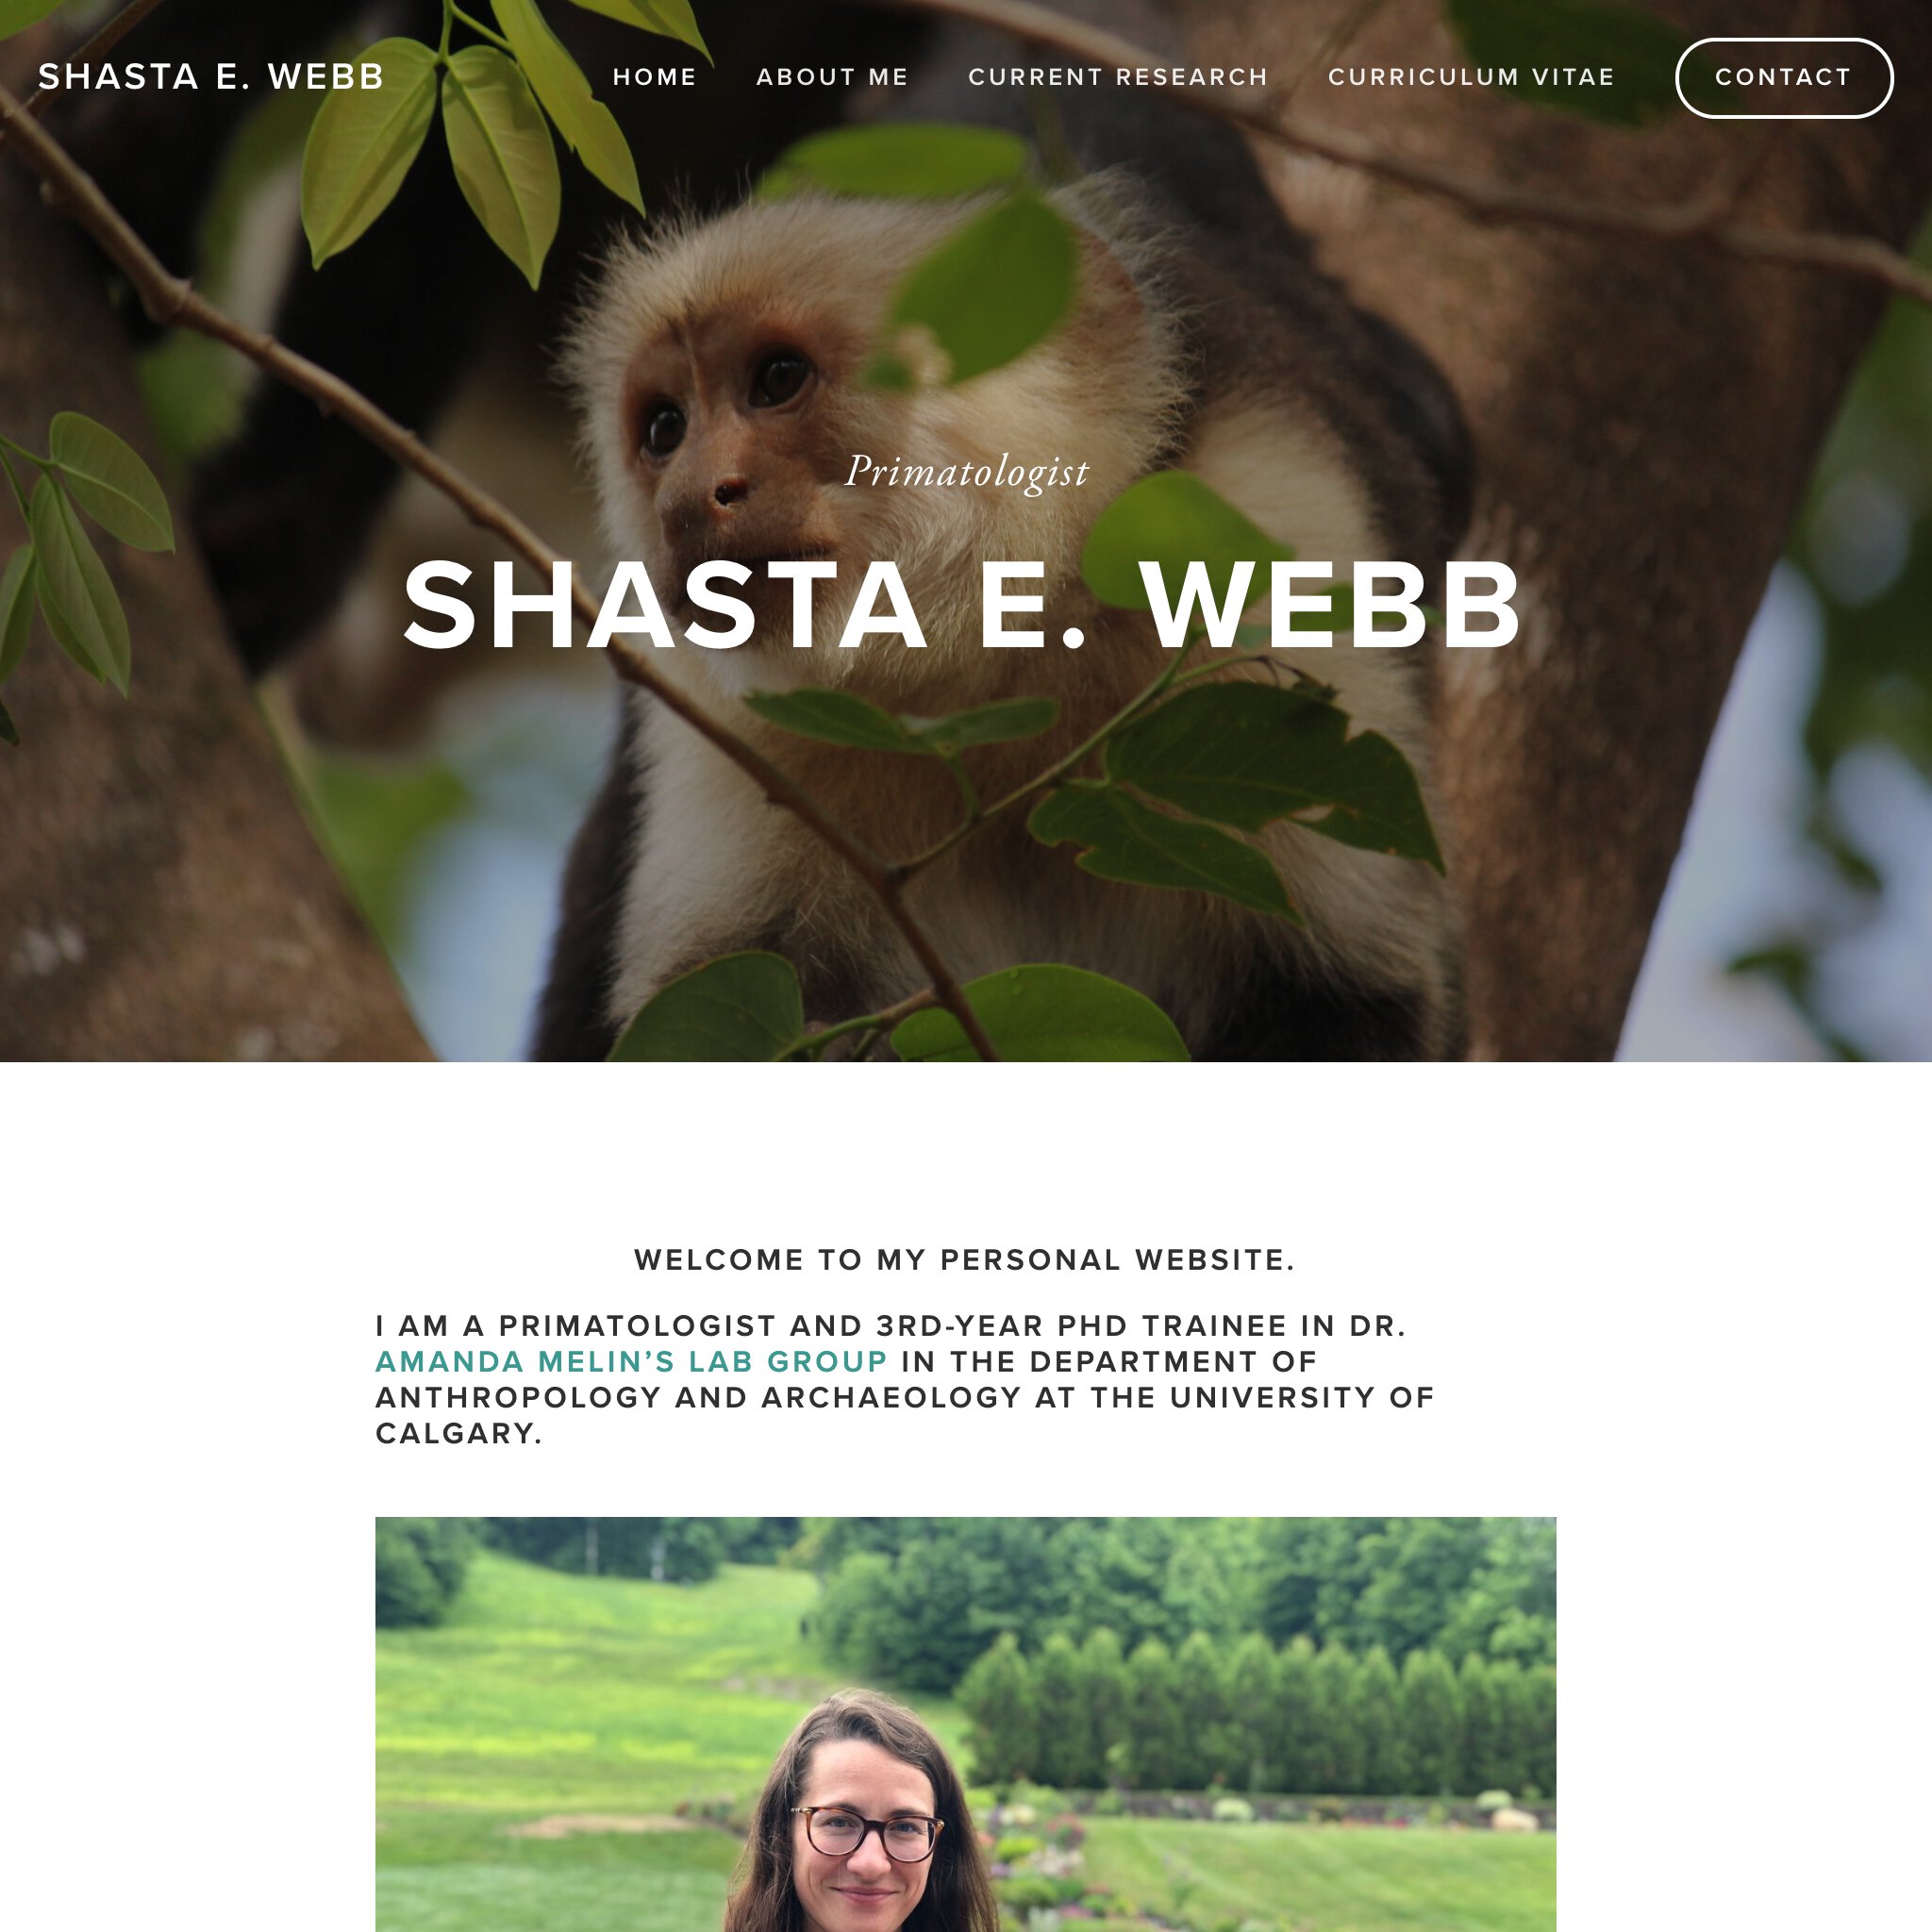 SHASTA E. WEBB
HOME ABOUT ME CURRENT RESEARCH CURRICULUM VITAE CONTACT
Primatologist
SHASTA E. WEBB
WELCOME TO MY PERSONAL WEBSITE.
I AM A PRIMATOLOGIST AND 3RD-YEAR PHD TRAINEE IN DR.
AMANDA MELIN’S LAB GROUP IN THE DEPARTMENT OF
ANTHROPOLOGY AND ARCHAEOLOGY AT THE UNIVERSITY OF
CALGARY.